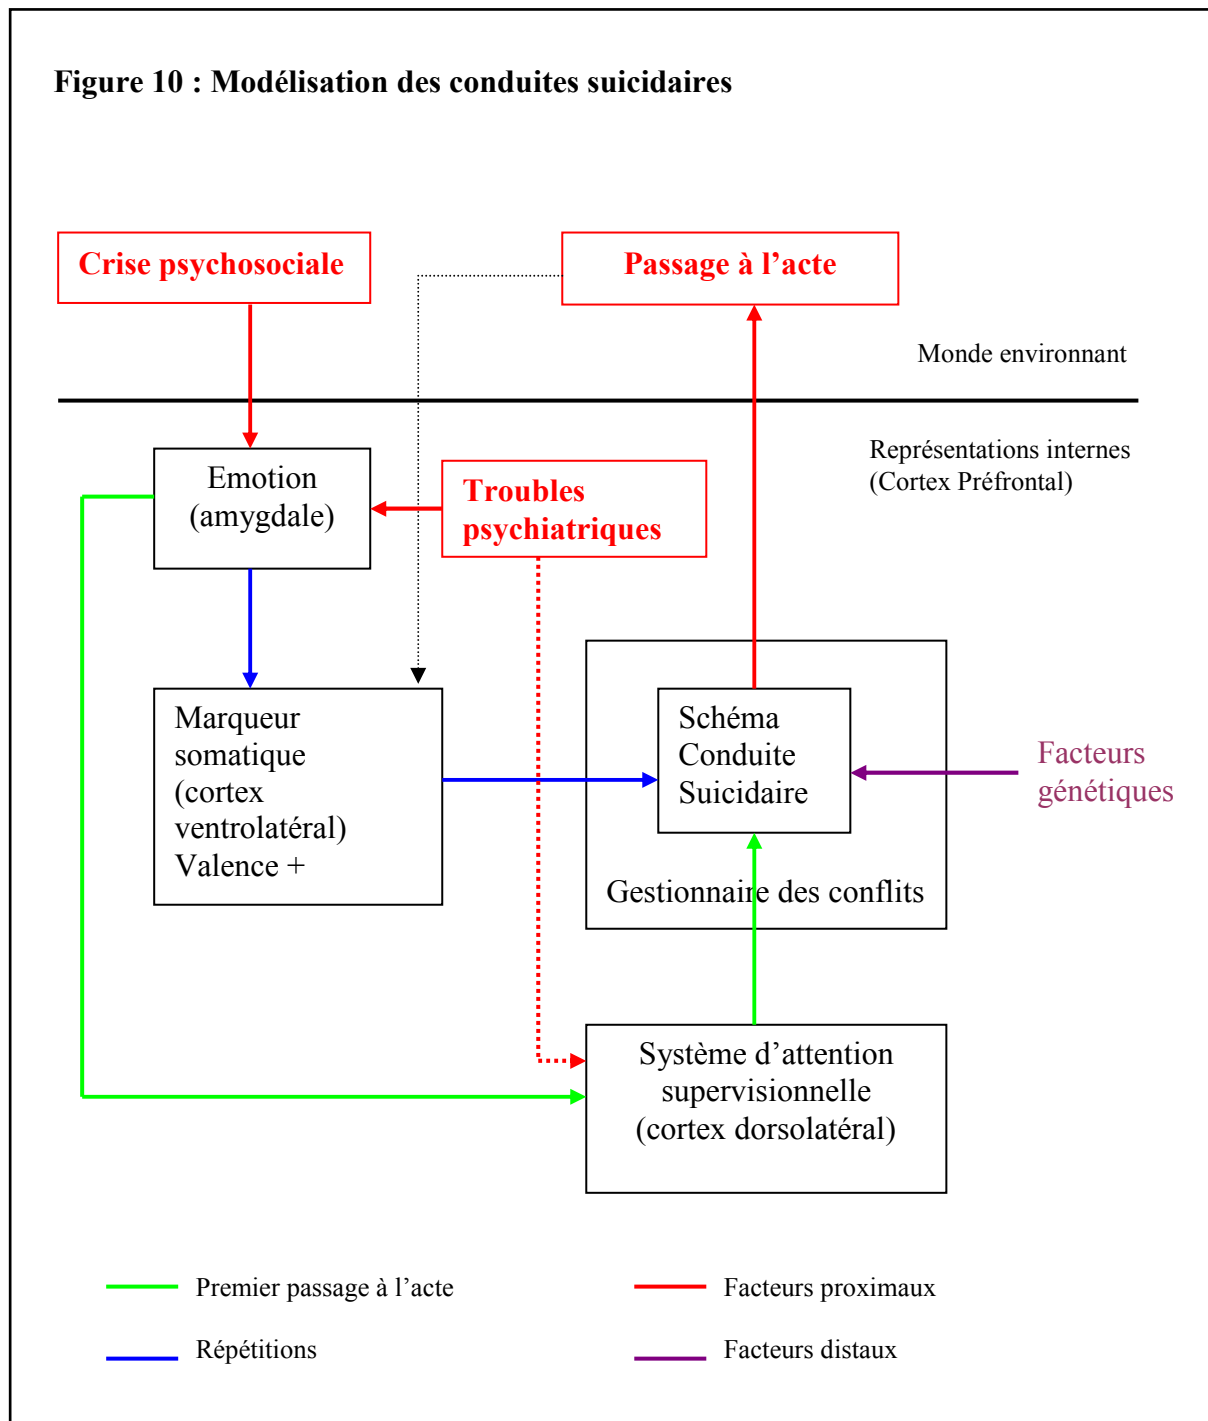 Figure 10 : Modélisation des conduites suicidaires
Crise psychosociale
Passage à l’acte
Monde environnant
Représentations internes
(Cortex Préfrontal)
Emotion
(amygdale)
Troubles
psychiatriques
Marqueur
somatique
(cortex
ventrolatéral)
Valence +
Schéma
Conduite
Suicidaire
Facteurs
génétiques
Gestionnaire des conflits
Système d’attention
supervisionnelle
(cortex dorsolatéral)
Premier passage à l’acte
Facteurs proximaux
Répétitions
Facteurs distaux